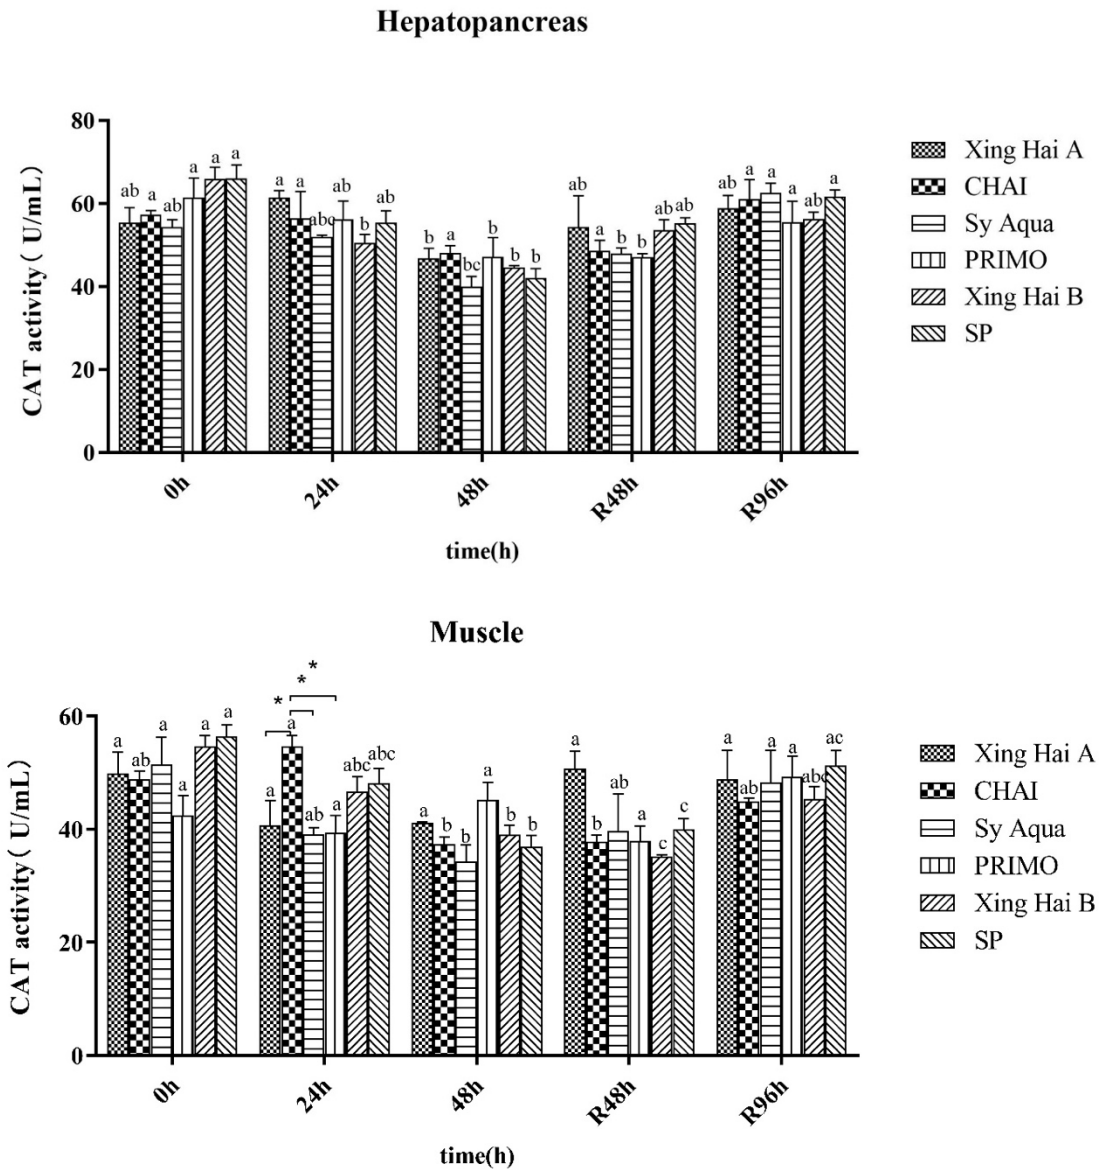 Hepatopancreas
CAT activity( U/mL)
80
60
40
20
0
ab a ab a a a
a a abc ab b ab
b a bc b b b
ab a b b ab ab
ab a a a ab a
0h 24h 48h R48h R96h
time(h)
Xing Hai A
CHAI
Sy Aqua
PRIMO
Xing Hai B
SP
Muscle
CAT activity( U/mL)
60
40
20
0
* * *
a ab a a a a
a a ab a abc abc
a b b a b b
a b ab a c c
a ab a a abc ac
0h 24h 48h R48h R96h
time(h)
Xing Hai A
CHAI
Sy Aqua
PRIMO
Xing Hai B
SP